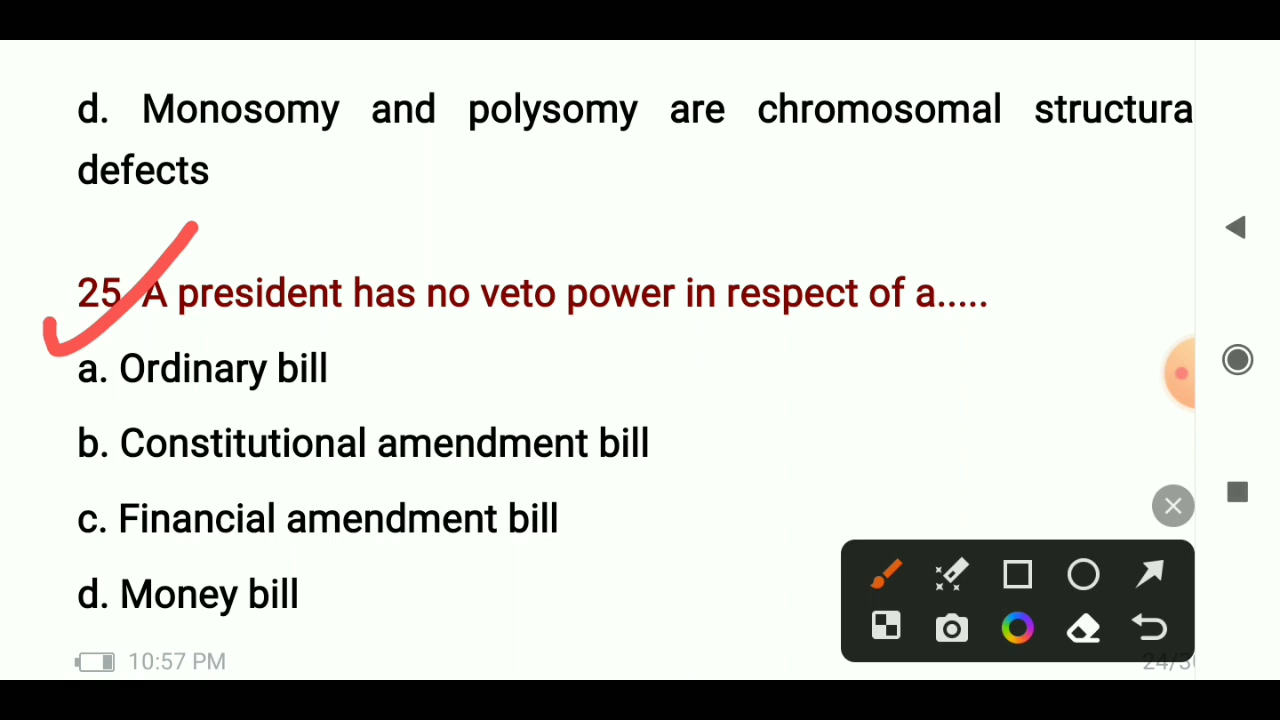 d. Monosomy and polysomy are chromosomal structura
defects
25. A president has no veto power in respect of a.....
a. Ordinary bill
b. Constitutional amendment bill
c. Financial amendment bill
d. Money bill
10:57 PM